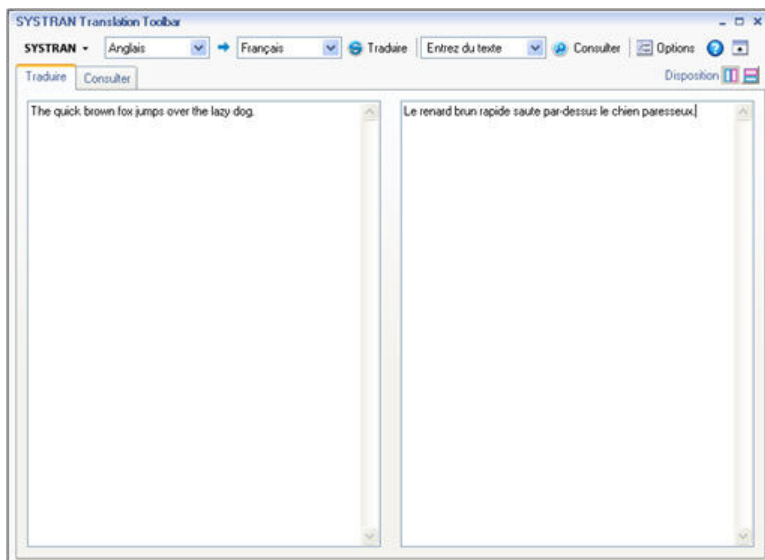 SYSTRAN Translation Toolbar
SYSTRAN Anglais Français Traduire Entrez du texte Consulter Options ?
Traduire Consulter Disposition
The quick brown fox jumps over the lazy dog. Le renard brun rapide saute par-dessus le chien paresseux.